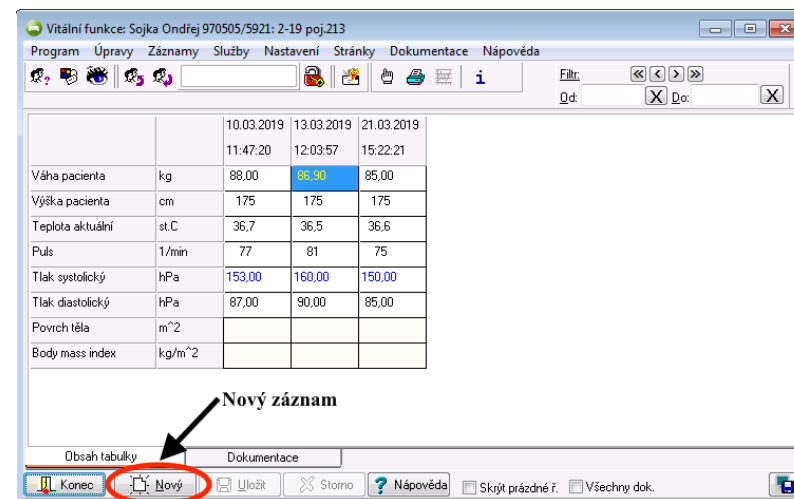 Vitální funkce: Sojka Ondřej 970505/5921: 2-19 poj.213
Program Úpravy Záznamy Služby Nastavení Stránky Dokumentace Nápověda
Filtr:
Od: X Do: X
10.03.2019 13.03.2019 21.03.2019
11:47:20 12:03:57 15:22:21
Váha pacienta kg 88,00 86,90 85,00
Výška pacienta cm 175 175 175
Teplota aktuální st.C 36,7 36,5 36,6
Puls 1/min 77 81 75
Tlak systolický hPa 153,00 160,00 150,00
Tlak diastolický hPa 87,00 90,00 85,00
Povrch těla m^2
Body mass index kg/m^2
Nový záznam
Obsah tabulky Dokumentace
Konec Nový Uložit Storno ? Nápověda Skrýt prázdné ř. Všechny dok.